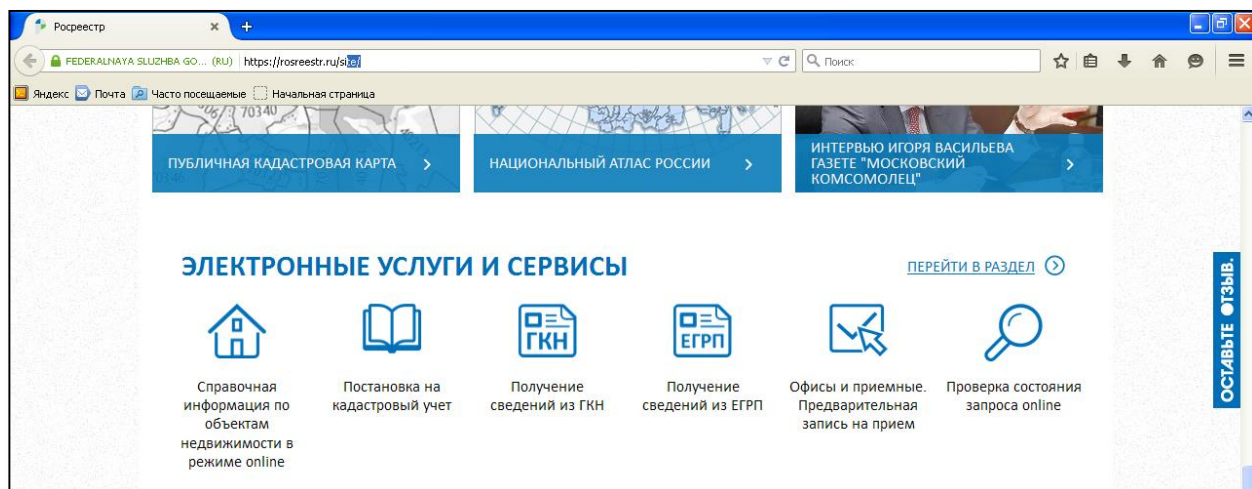 Росреестр
FEDERALNAYA SLUZHBA GO... (RU) https://rosreestr.ru/site/
Поиск
Яндекс Почта Часто посещаемые Начальная страница
70340
ПУБЛИЧНАЯ КАДАСТРОВАЯ КАРТА
НАЦИОНАЛЬНЫЙ АТЛАС РОССИИ
ИНТЕРВЬЮ ИГОРЯ ВАСИЛЬЕВА
ГАЗЕТЕ "МОСКОВСКИЙ
КОМСОМОЛЕЦ"
ЭЛЕКТРОННЫЕ УСЛУГИ И СЕРВИСЫ
ПЕРЕЙТИ В РАЗДЕЛ
ГКН
ЕГРП
Справочная
информация по
объектам
недвижимости в
режиме online
Постановка на
кадастровый учет
Получение
сведений из ГКН
Получение
сведений из ЕГРП
Офисы и приемные.
Предварительная
запись на прием
Проверка состояния
запроса online
ОСТАВЬТЕ ОТЗЫВ.